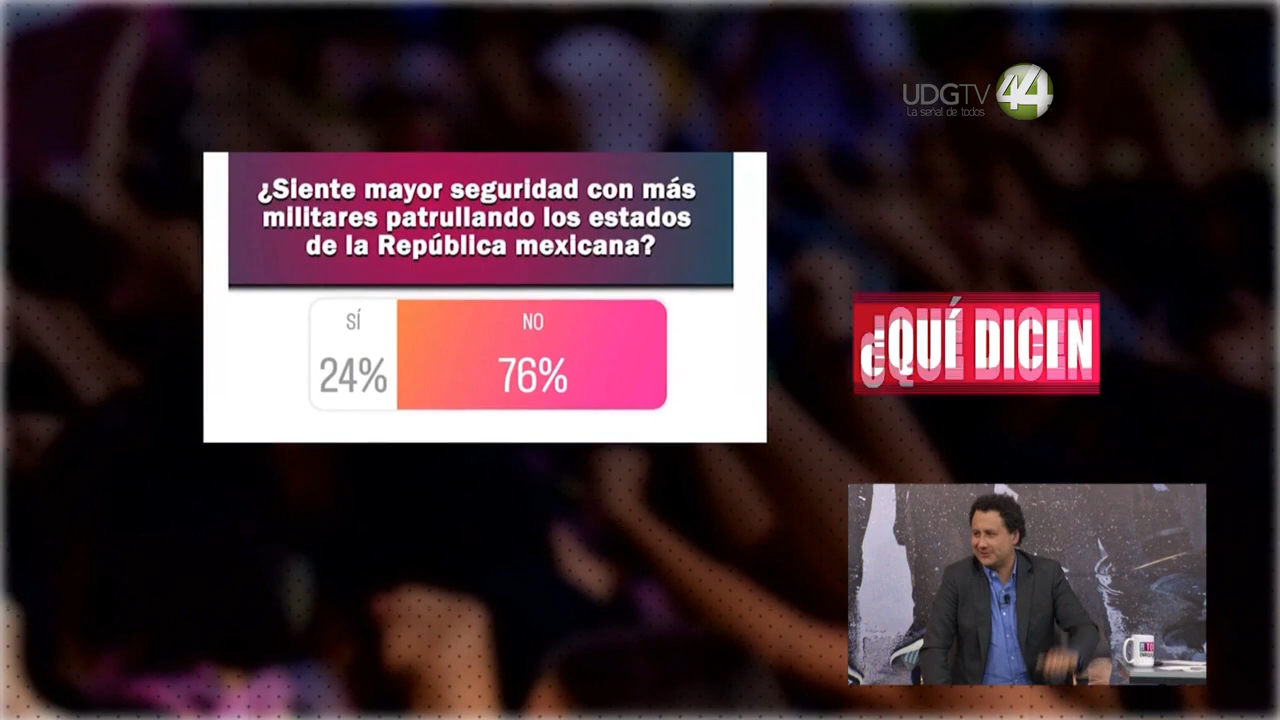 UDGTV 44
La señal de todos
¿Siente mayor seguridad con más
militares patrullando los estados
de la República mexicana?
SÍ
NO
24%
76%
¿QUÍ DICEN